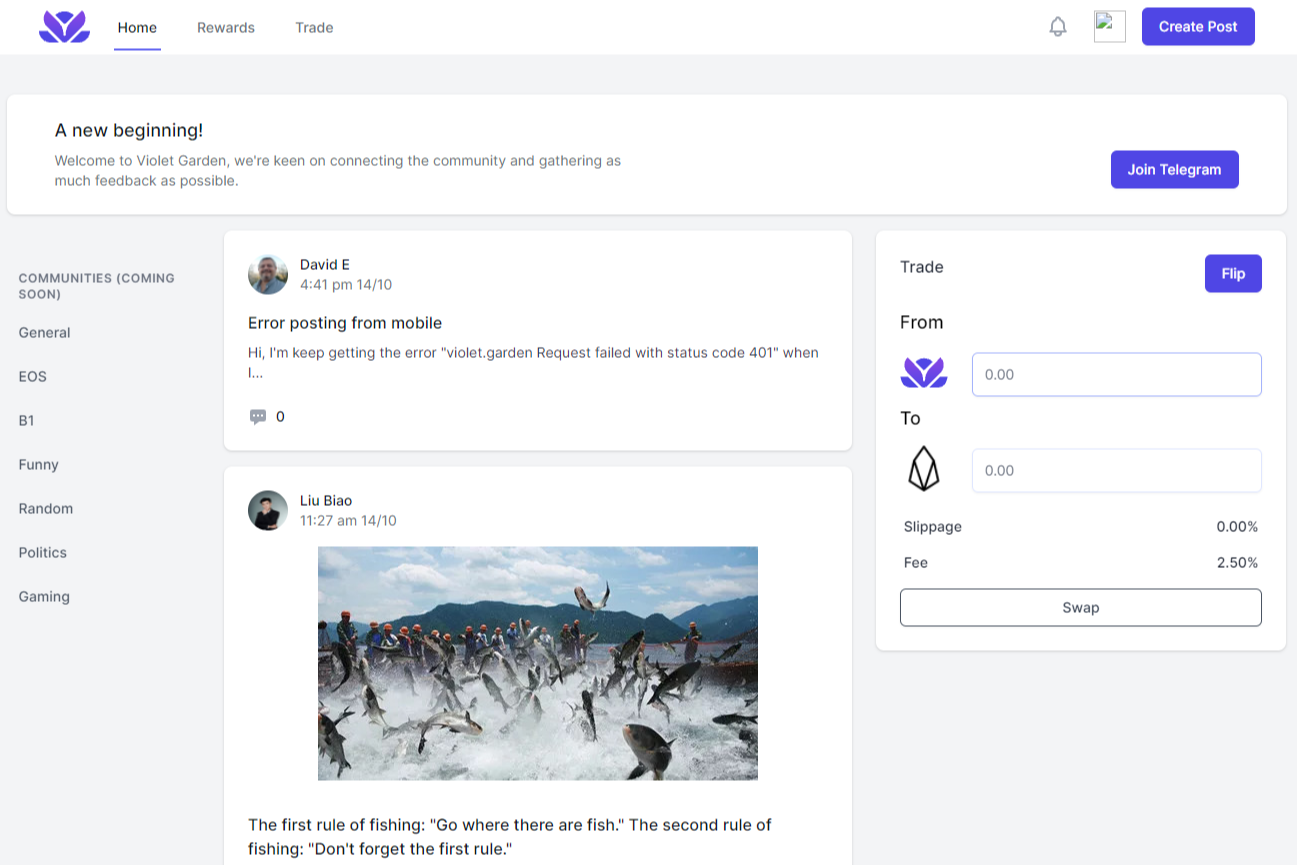 Home
Rewards
Trade
Create Post
A new beginning!
Welcome to Violet Garden, we're keen on connecting the community and gathering as
much feedback as possible.
Join Telegram
COMMUNITIES (COMING
SOON)
General
EOS
B1
Funny
Random
Politics
Gaming
David E
4:41 pm 14/10
Error posting from mobile
Hi, I'm keep getting the error "violet.garden Request failed with status code 401" when
I...
0
Liu Biao
11:27 am 14/10
The first rule of fishing: "Go where there are fish." The second rule of
fishing: "Don't forget the first rule."
Trade
Flip
From
0.00
To
0.00
Slippage
0.00%
Fee
2.50%
Swap